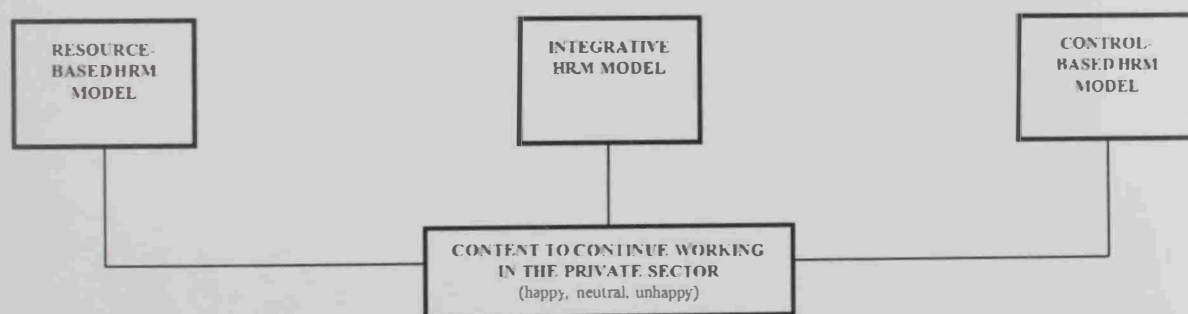 RESOURCE-
BASED HRM
MODEL
INTEGRATIVE
HRM MODEL
CONTROL-
BASED HRM
MODEL
CONTENT TO CONTINUE WORKING
IN THE PRIVATE SECTOR
(happy, neutral, unhappy)